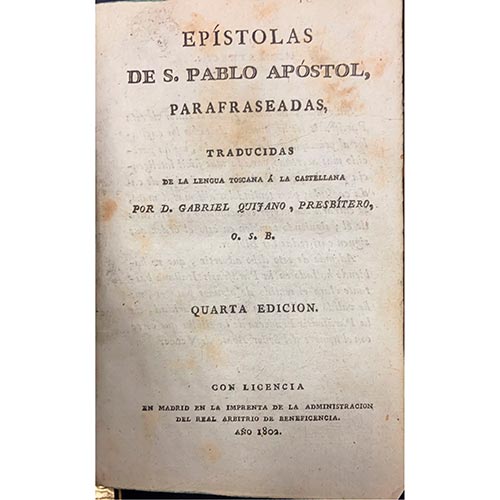 EPÍSTOLAS
DE S. PABLO APÓSTOL,
PARAFRASEADAS,
TRADUCIDAS
DE LA LENGUA TOSCANA Á LA CASTELLANA
POR D. GABRIEL QUIJANO, PRESBÍTERO,
O. S. B.
QUARTA EDICION.
CON LICENCIA
EN MADRID EN LA IMPRENTA DE LA ADMINISTRACION
DEL REAL ARBITRIO DE BENEFICENCIA.
AÑO 1802.